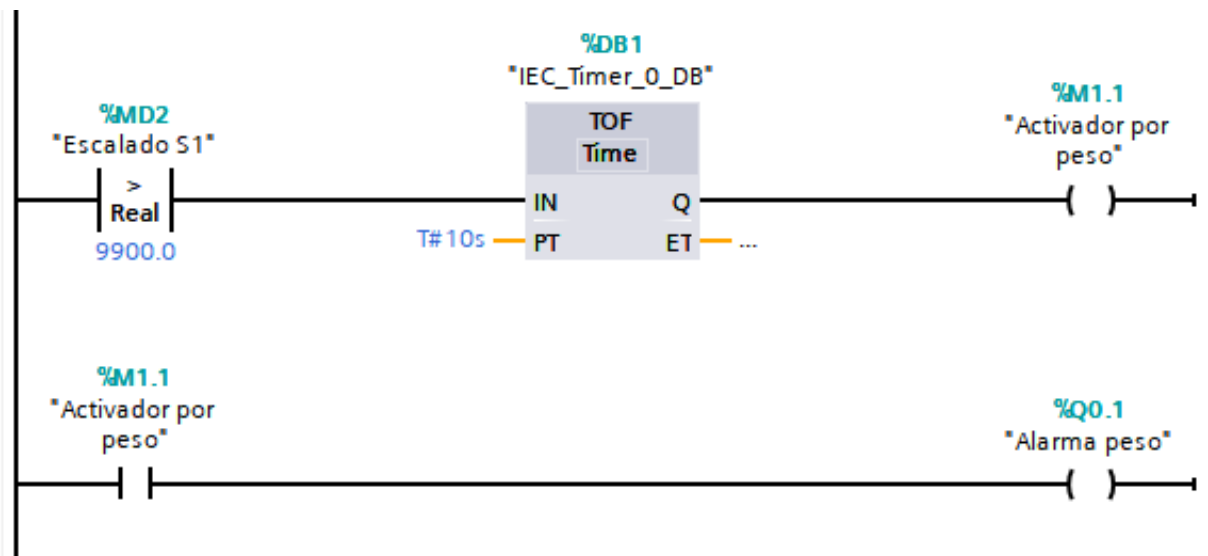 %DB1
"IEC_Timer_0_DB"
%MD2
"Escalado S1"
TOF
Time
%M1.1
"Activador por
peso"
>
Real
IN Q
9900.0
T#10s PT ET ...
%M1.1
"Activador por
peso"
%Q0.1
"Alarma peso"